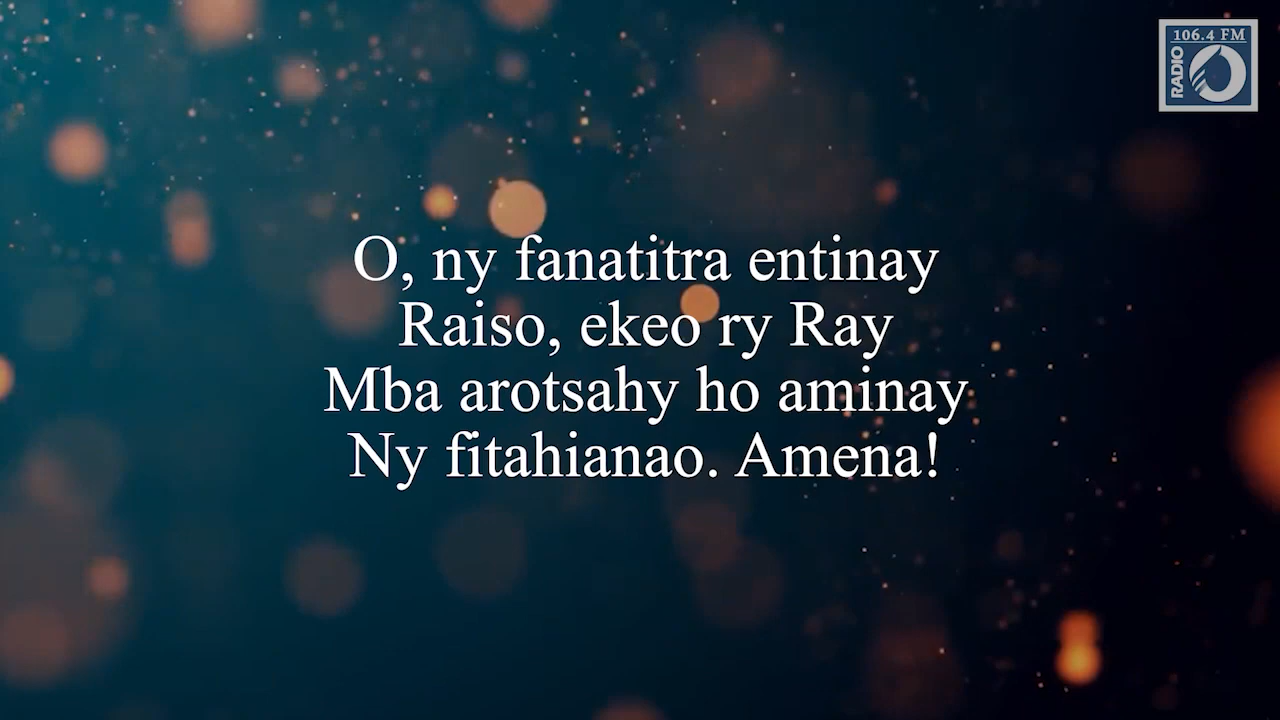 106.4 FM
RADIO
O, ny fanatitra entinay
Raiso, ekeo ry Ray
Mba arotsahy ho aminay
Ny fitahianao. Amena!